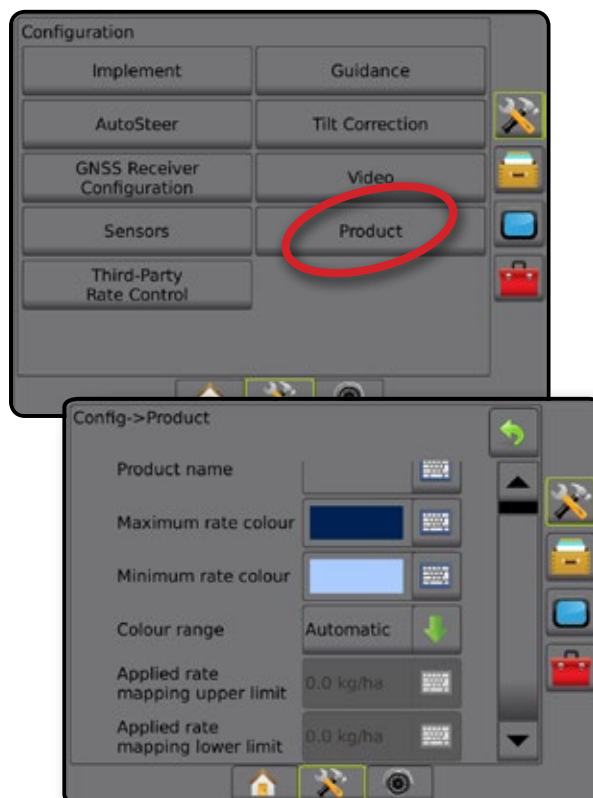 Configuration
Implement
Guidance
AutoSteer
Tilt Correction
GNSS Receiver
Configuration
Video
Sensors
Product
Third-Party
Rate Control
Config->Product
Product name
Maximum rate colour
Minimum rate colour
Colour range
Automatic
Applied rate
mapping upper limit
0.0 kg/ha
Applied rate
mapping lower limit
0.0 kg/ha